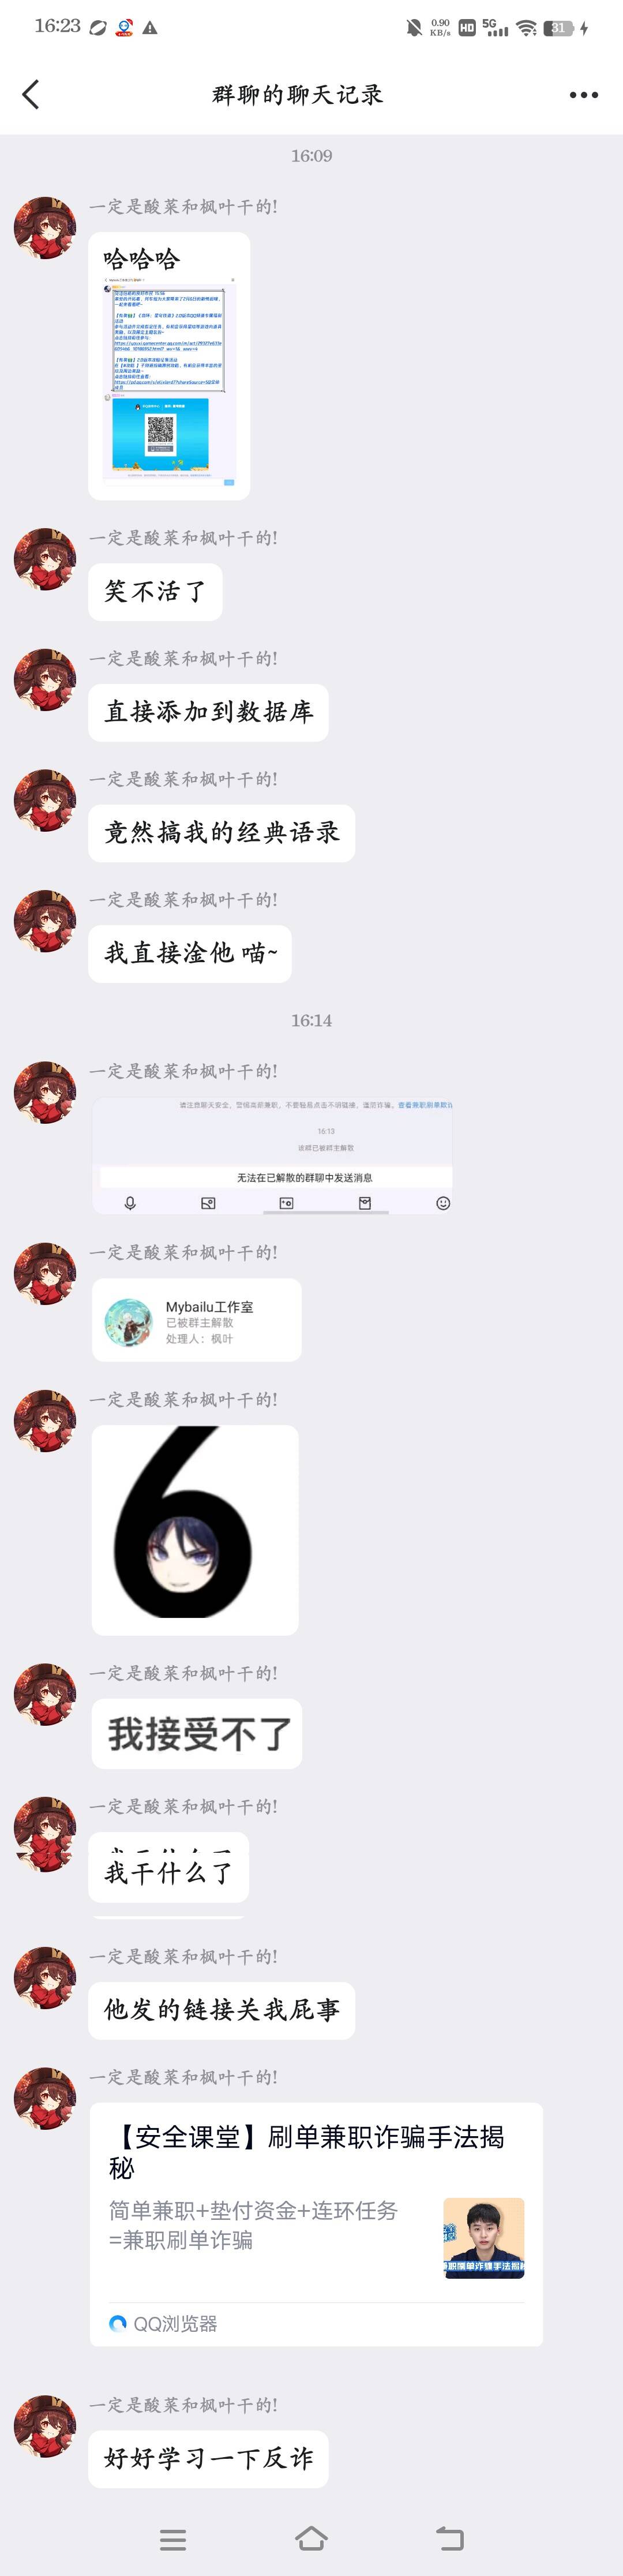 16:23
0.90
KB/s
HD
5G
31
群聊的聊天记录
16:09
一定是酸菜和枫叶干的!
哈哈哈
一定是酸菜和枫叶干的!
笑不活了
一定是酸菜和枫叶干的!
直接添加到数据库
一定是酸菜和枫叶干的!
竟然搞我的经典语录
一定是酸菜和枫叶干的!
我直接淦他 喵~
16:14
一定是酸菜和枫叶干的!
请注意聊天安全，警惕高薪兼职，不要轻易点击不明链接，谨防诈骗。查看兼职刷单欺诈
16:13
该群已被群主解散
无法在已解散的群聊中发送消息
一定是酸菜和枫叶干的!
Mybailu工作室
已被群主解散
处理人：枫叶
一定是酸菜和枫叶干的!
6
一定是酸菜和枫叶干的!
我接受不了
一定是酸菜和枫叶干的!
我干什么了
一定是酸菜和枫叶干的!
他发的链接关我屁事
一定是酸菜和枫叶干的!
【安全课堂】刷单兼职诈骗手法揭
秘
简单兼职+垫付资金+连环任务
=兼职刷单诈骗
兼职刷单诈骗手法揭秘
QQ浏览器
一定是酸菜和枫叶干的!
好好学习一下反诈